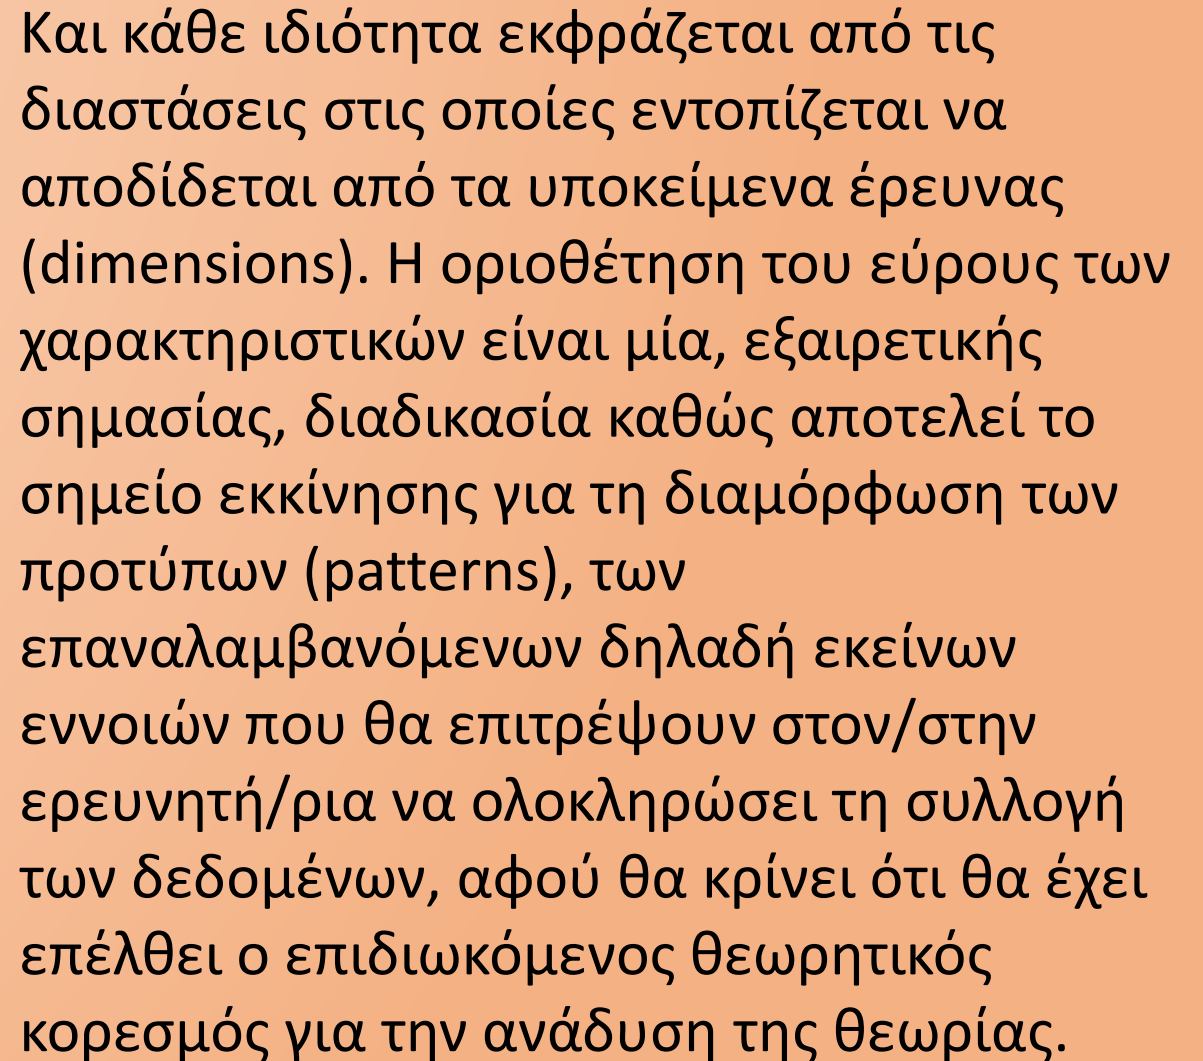 Και κάθε ιδιότητα εκφράζεται από τις
διαστάσεις στις οποίες εντοπίζεται να
αποδίδεται από τα υποκείμενα έρευνας
(dimensions). Η οριοθέτηση του εύρους των
χαρακτηριστικών είναι μία, εξαιρετικής
σημασίας, διαδικασία καθώς αποτελεί το
σημείο εκκίνησης για τη διαμόρφωση των
προτύπων (patterns), των
επαναλαμβανόμενων δηλαδή εκείνων
εννοιών που θα επιτρέψουν στον/στην
ερευνητή/ρια να ολοκληρώσει τη συλλογή
των δεδομένων, αφού θα κρίνει ότι θα έχει
επέλθει ο επιδιωκόμενος θεωρητικός
κορεσμός για την ανάδυση της θεωρίας.